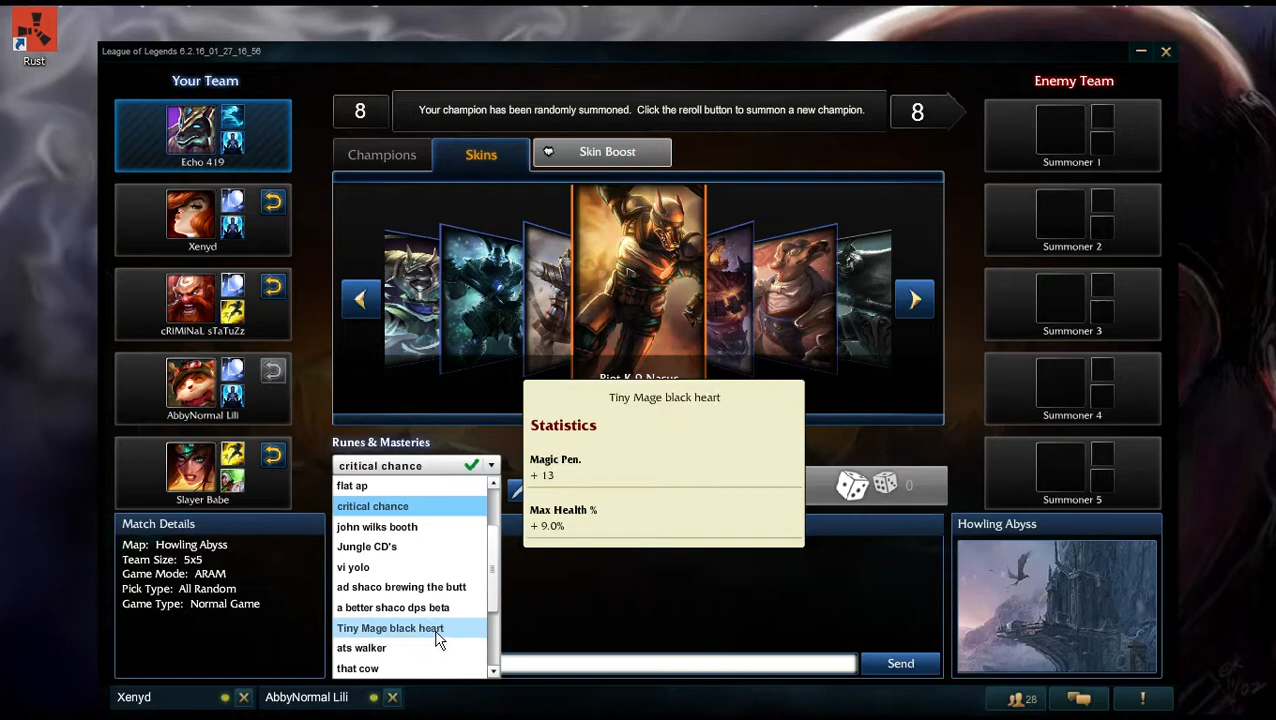 Rust
League of Legends 6.2.16_01_27_16_56
Your Team
Enemy Team
8
Your champion has been randomly summoned. Click the reroll button to summon a new champion.
8
Champions
Skins
Skin Boost
Echo 419
Xenyd
cRIMiNaL sTaTuZz
AbbyNormal Lili
Slayer Babe
Summoner 1
Summoner 2
Summoner 3
Summoner 4
Summoner 5
Riot K-9 Nasus
Tiny Mage black heart
Statistics
Magic Pen.
+ 13
Max Health %
+ 9.0%
Runes & Masteries
critical chance
flat ap
critical chance
john wilks booth
Jungle CD's
vi yolo
ad shaco brewing the butt
a better shaco dps beta
Tiny Mage black heart
ats walker
that cow
0
Match Details
Map: Howling Abyss
Team Size: 5x5
Game Mode: ARAM
Pick Type: All Random
Game Type: Normal Game
Howling Abyss
Send
Xenyd
AbbyNormal Lili
28